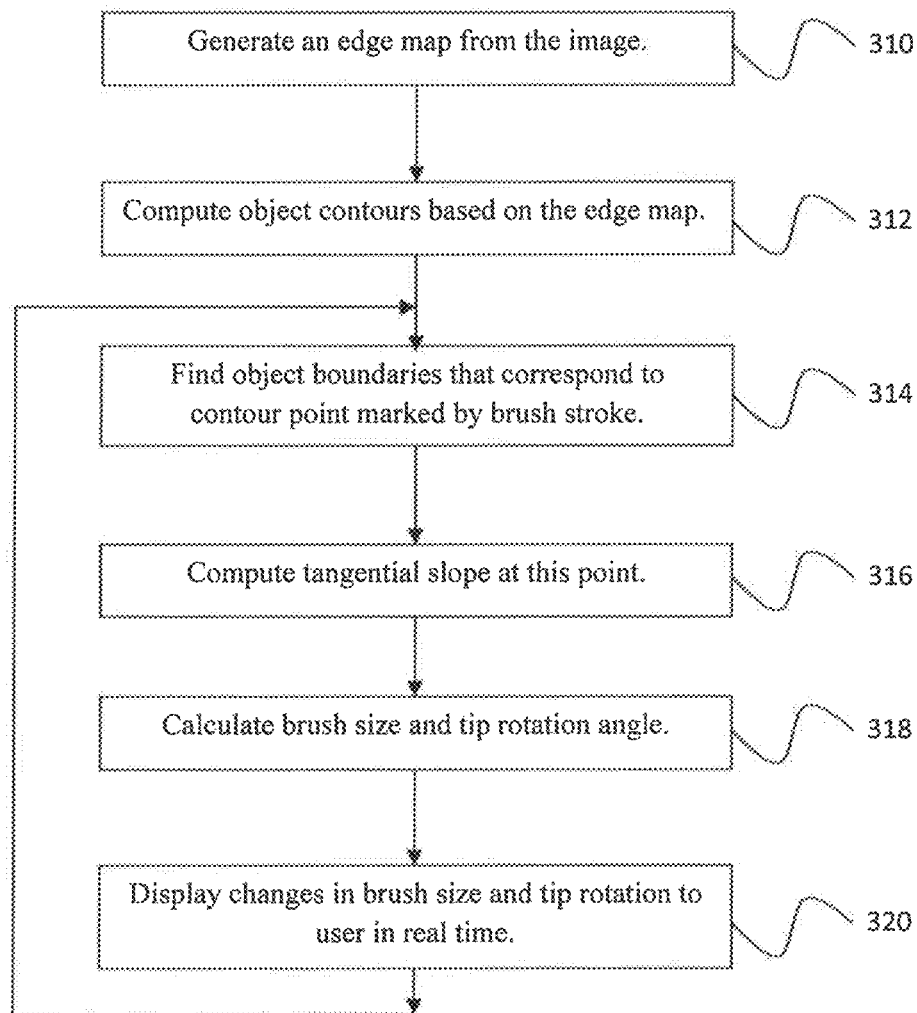 Generate an edge map from the image.
310
Compute object contours based on the edge map.
312
Find object boundaries that correspond to
contour point marked by brush stroke.
314
Compute tangential slope at this point.
316
Calculate brush size and tip rotation angle.
318
Display changes in brush size and tip rotation to
user in real time.
320